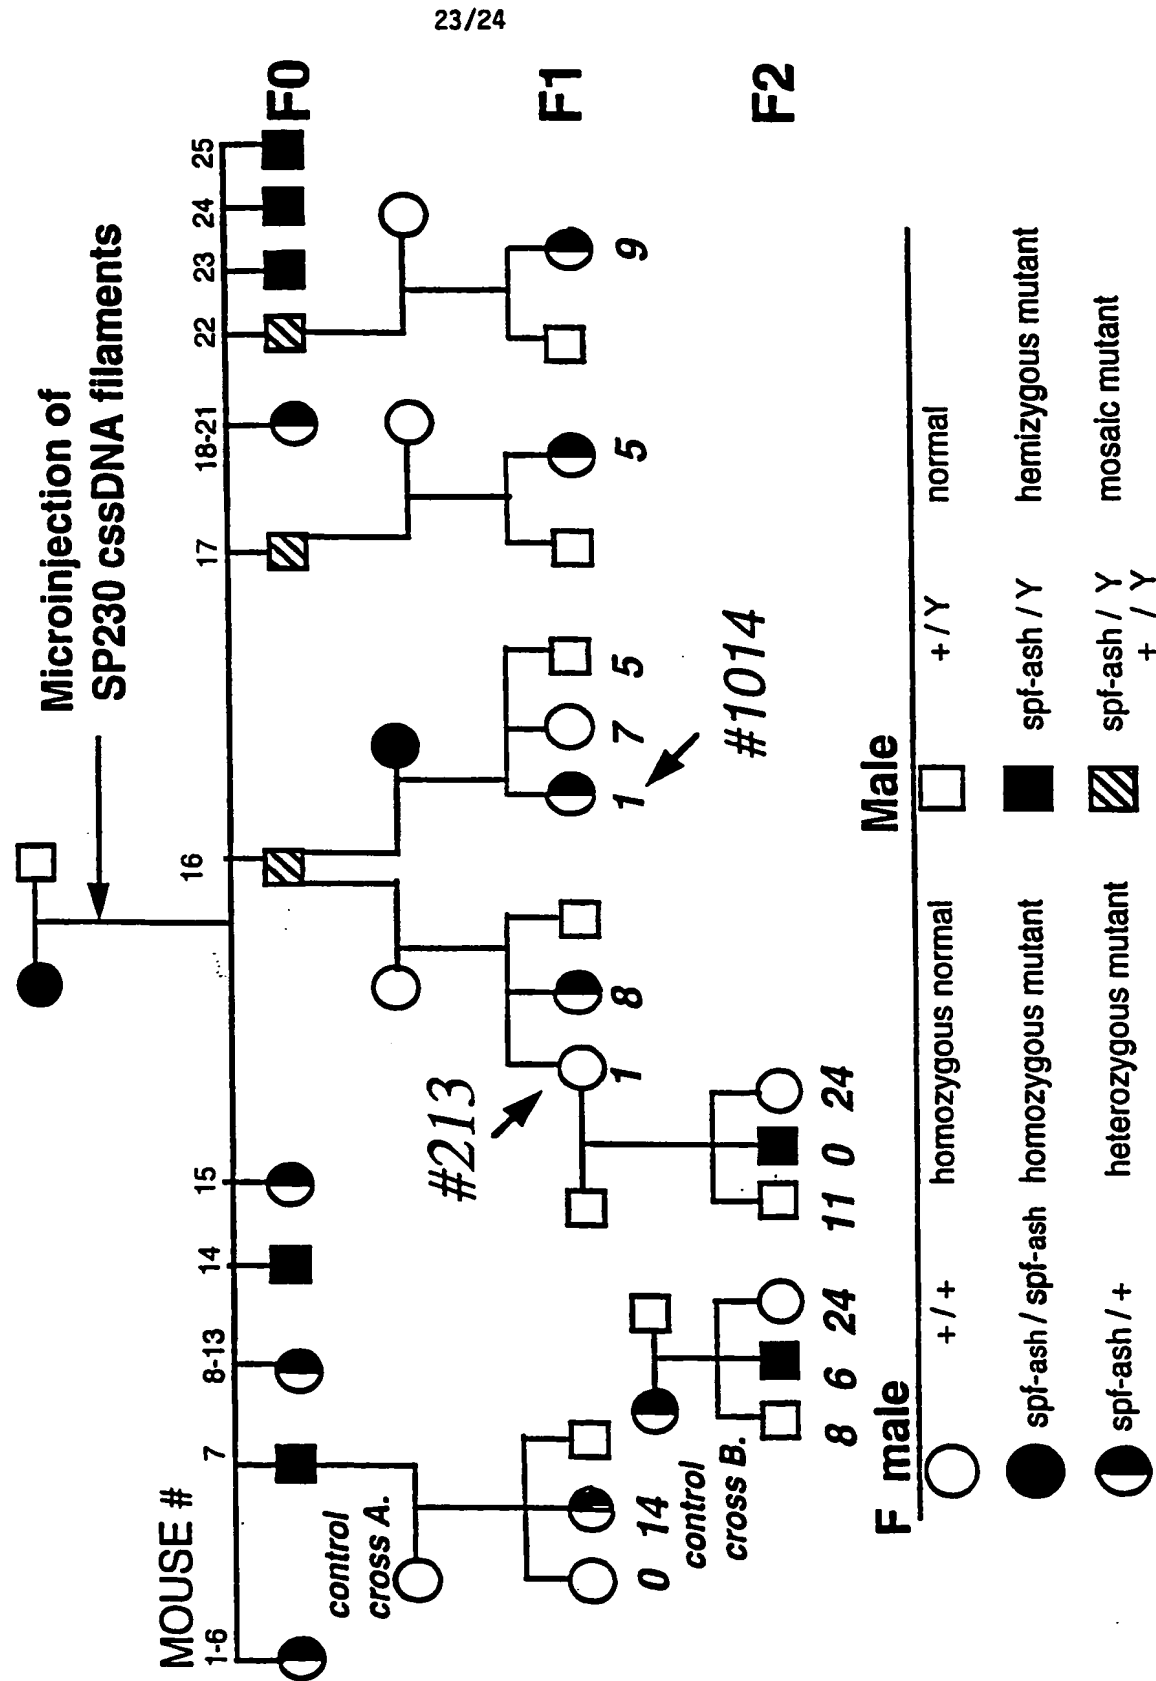 23/24
Microinjection of
SP230 cssDNA filaments
MOUSE #
1-6 7 8-13 14 15 16 17 18-21 22 23 24 25
F0
control
cross A.
#213
#1014
F1
0 14
1 8
1 7 5
5
9
control
cross B.
F2
8 6 24
11 0 24
F male Male
+ / + homozygous normal + / Y normal
spf-ash / spf-ash homozygous mutant spf-ash / Y hemizygous mutant
spf-ash / + heterozygous mutant spf-ash / Y mosaic mutant
+ / Y